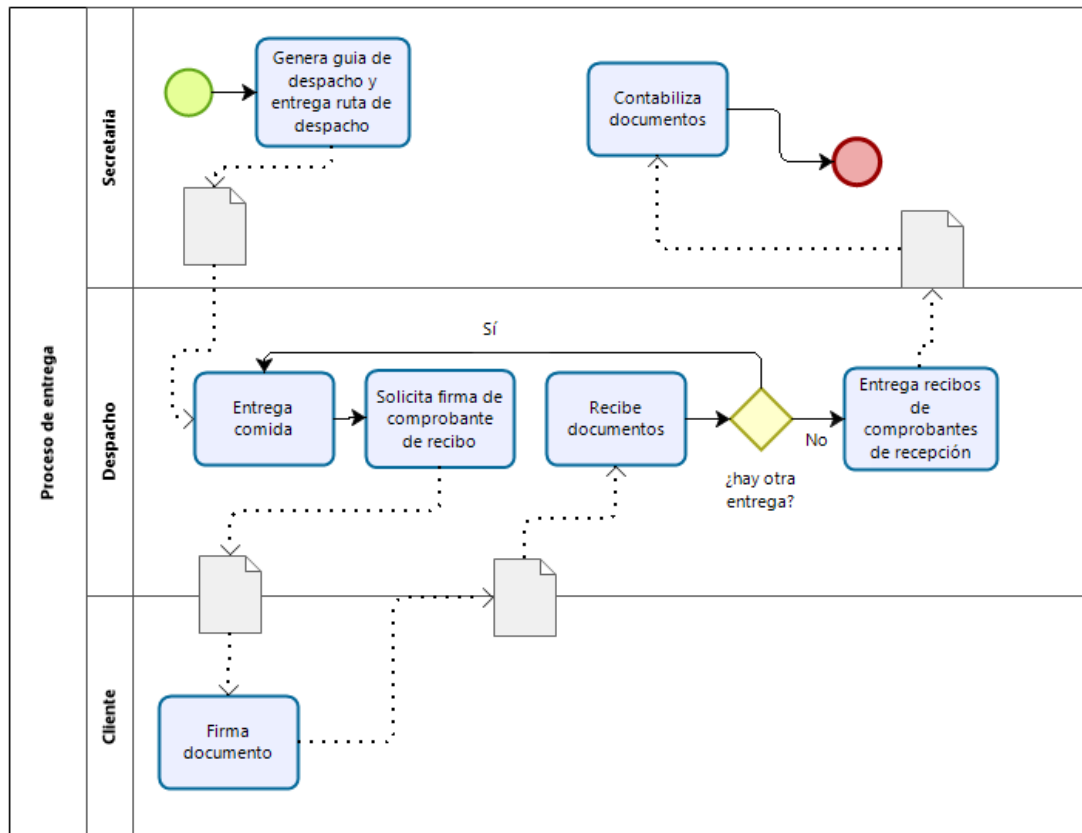 Proceso de entrega
Secretaria
Genera guia de
despacho y
entrega ruta de
despacho
Contabiliza
documentos
Despacho
Sí
Entrega
comida
Solicita firma de
comprobante
de recibo
Recibe
documentos
¿hay otra
entrega?
No
Entrega recibos
de
comprobantes
de recepción
Cliente
Firma
documento